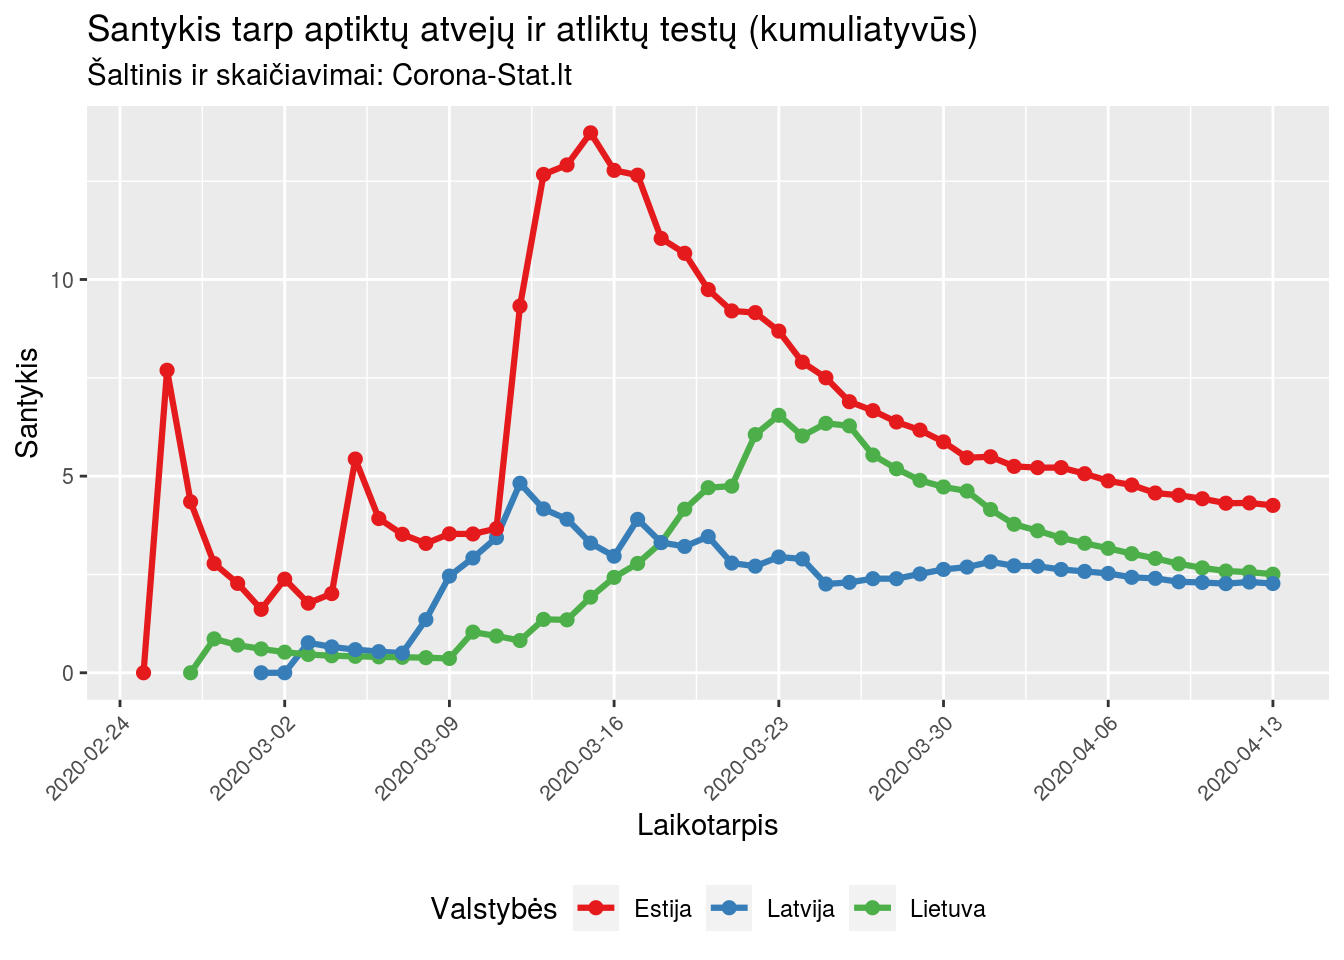 Santykis tarp aptiktų atvejų ir atliktų testų (kumuliatyvūs)
Šaltinis ir skaičiavimai: Corona-Stat.lt
Santykis
10
5
0
2020-02-24
2020-03-02
2020-03-09
2020-03-16
2020-03-23
2020-03-30
2020-04-06
2020-04-13
Laikotarpis
Valstybės Estija Latvija Lietuva